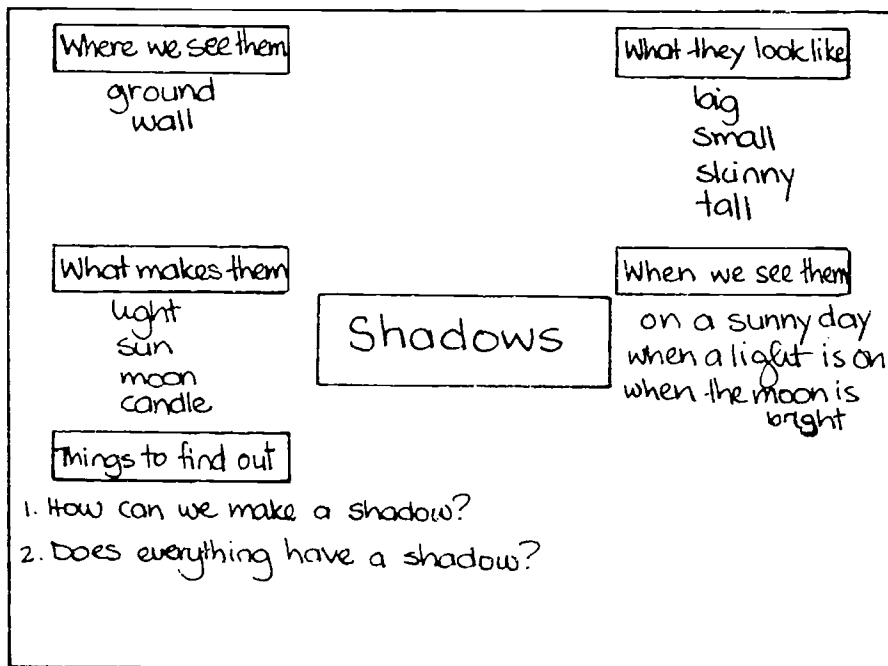 Where we see them
ground
wall
What they look like
big
small
skinny
tall
What makes them
light
sun
moon
candle
Shadows
When we see them
on a sunny day
when a light is on
when the moon is
bright
Things to find out
1. How can we make a shadow?
2. Does everything have a shadow?